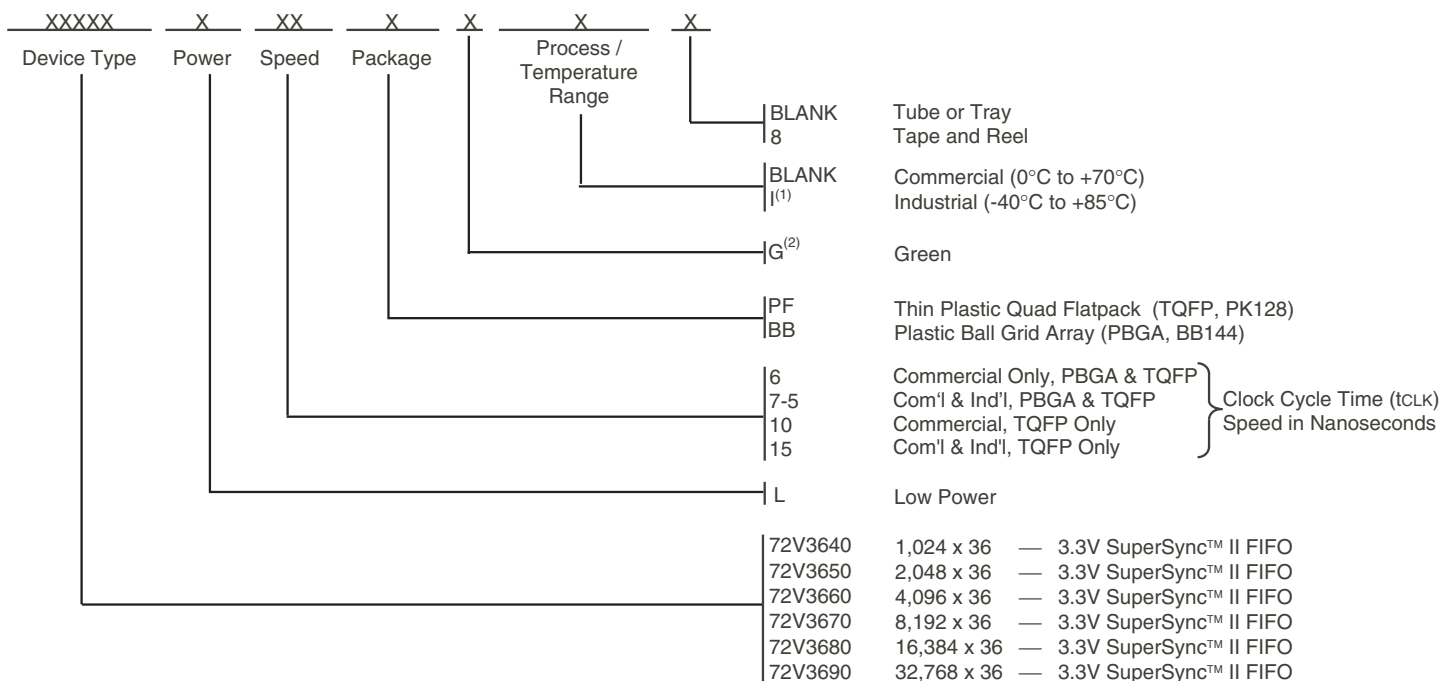 XXXXX X XX X X X X
Device Type Power Speed Package Process / Temperature Range
BLANK Tube or Tray
8 Tape and Reel
BLANK Commercial (0°C to +70°C)
I(1) Industrial (-40°C to +85°C)
G(2) Green
PF Thin Plastic Quad Flatpack (TQFP, PK128)
BB Plastic Ball Grid Array (PBGA, BB144)
6 Commercial Only, PBGA & TQFP
7-5 Com‘l & Ind’l, PBGA & TQFP
10 Commercial, TQFP Only
15 Com'l & Ind'l, TQFP Only
Clock Cycle Time (tCLK)
Speed in Nanoseconds
L Low Power
72V3640 1,024 x 36 — 3.3V SuperSync™ II FIFO
72V3650 2,048 x 36 — 3.3V SuperSync™ II FIFO
72V3660 4,096 x 36 — 3.3V SuperSync™ II FIFO
72V3670 8,192 x 36 — 3.3V SuperSync™ II FIFO
72V3680 16,384 x 36 — 3.3V SuperSync™ II FIFO
72V3690 32,768 x 36 — 3.3V SuperSync™ II FIFO